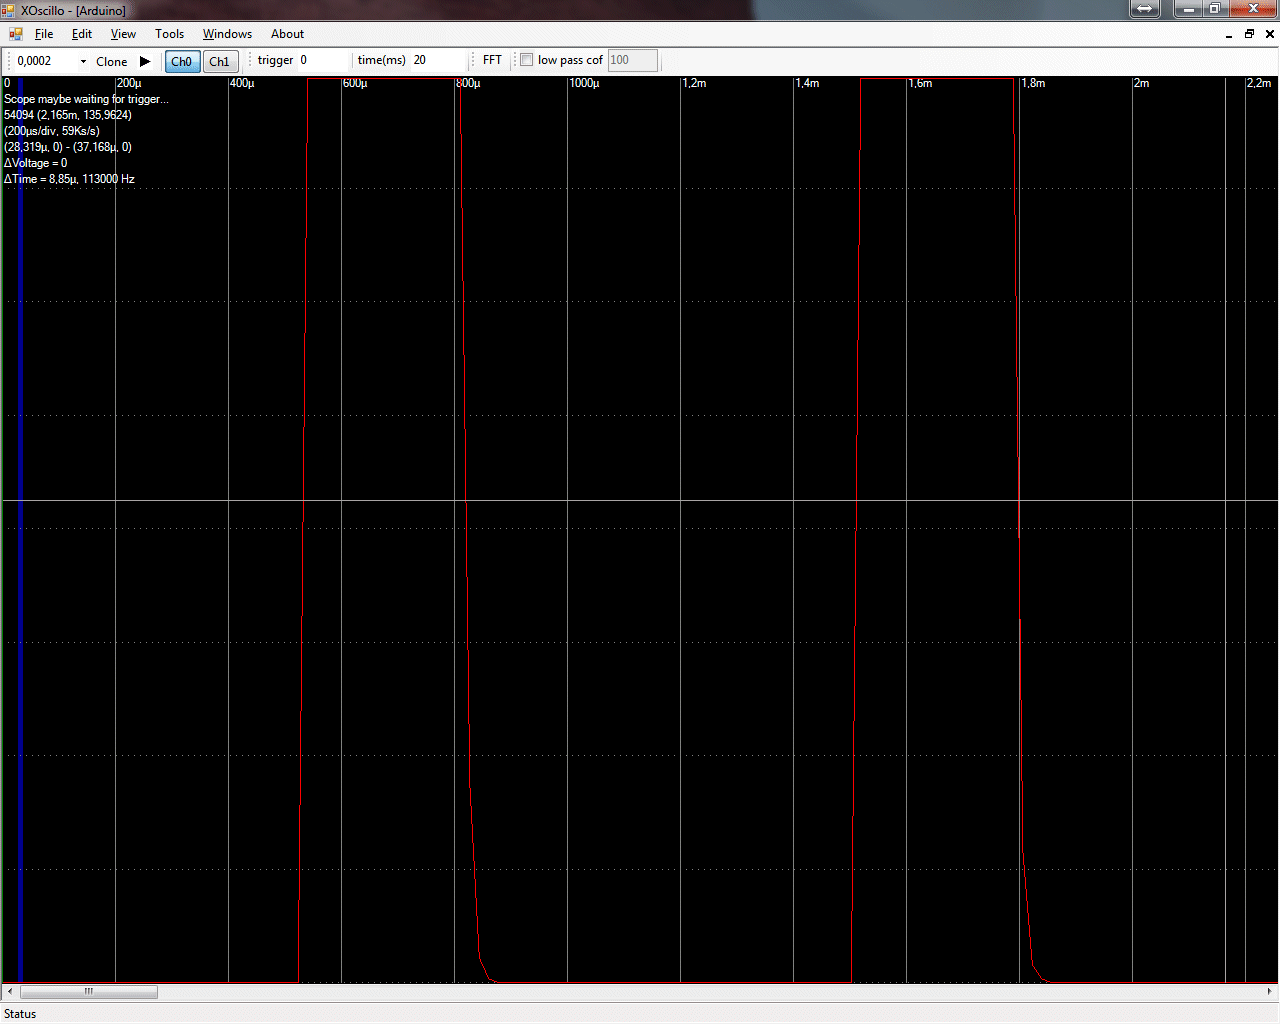 XOscillo - [Arduino]
File Edit View Tools Windows About
0,0002 Clone Ch0 Ch1 trigger 0 time(ms) 20 FFT low pass cof 100
0 200µ 400µ 600µ 800µ 1000µ 1,2m 1,4m 1,6m 1,8m 2m 2,2m
Scope maybe waiting for trigger...
54094 (2,165m, 135,9624)
(200µs/div, 59Ks/s)
(28,319µ, 0) - (37,168µ, 0)
ΔVoltage = 0
ΔTime = 8,85µ, 113000 Hz
Status